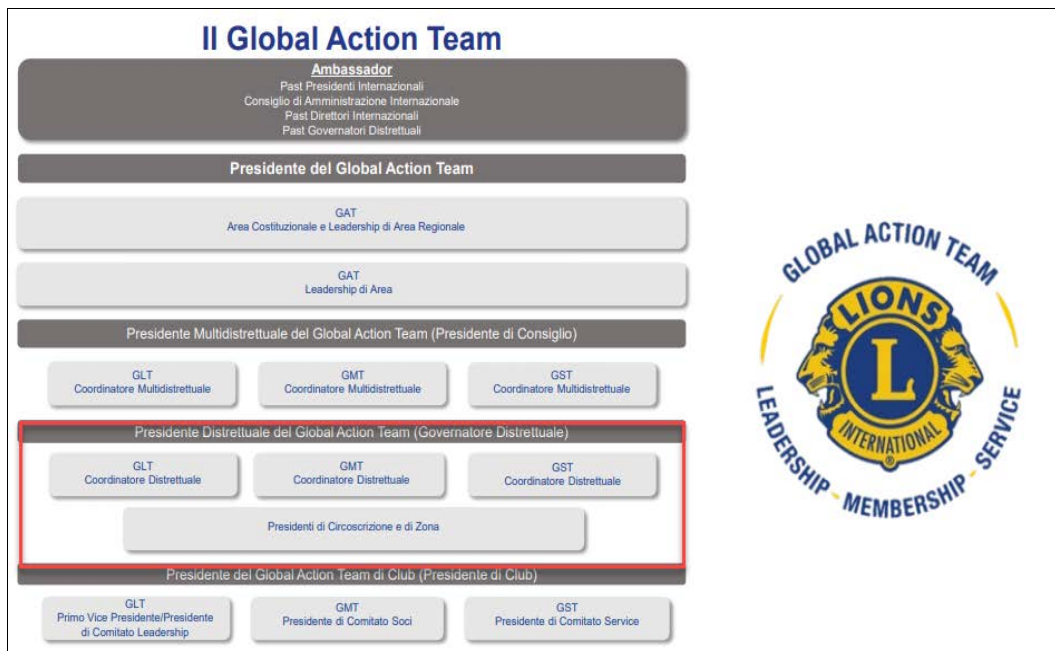 Il Global Action Team
Ambassador
Past Presidenti Internazionali
Consiglio di Amministrazione Internazionale
Past Direttori Internazionali
Past Governatori Distrettuali
Presidente del Global Action Team
GAT
Area Costituzionale e Leadership di Area Regionale
GAT
Leadership di Area
Presidente Multidistrettuale del Global Action Team (Presidente di Consiglio)
GLT
Coordinatore Multidistrettuale
GMT
Coordinatore Multidistrettuale
GST
Coordinatore Multidistrettuale
Presidente Distrettuale del Global Action Team (Governatore Distrettuale)
GLT
Coordinatore Distrettuale
GMT
Coordinatore Distrettuale
GST
Coordinatore Distrettuale
Presidenti di Circoscrizione e di Zona
Presidente del Global Action Team di Club (Presidente di Club)
GLT
Primo Vice Presidente/Presidente
di Comitato Leadership
GMT
Presidente di Comitato Soci
GST
Presidente di Comitato Service
GLOBAL ACTION TEAM
LIONS
L
INTERNATIONAL
®
LEADERSHIP - MEMBERSHIP - SERVICE